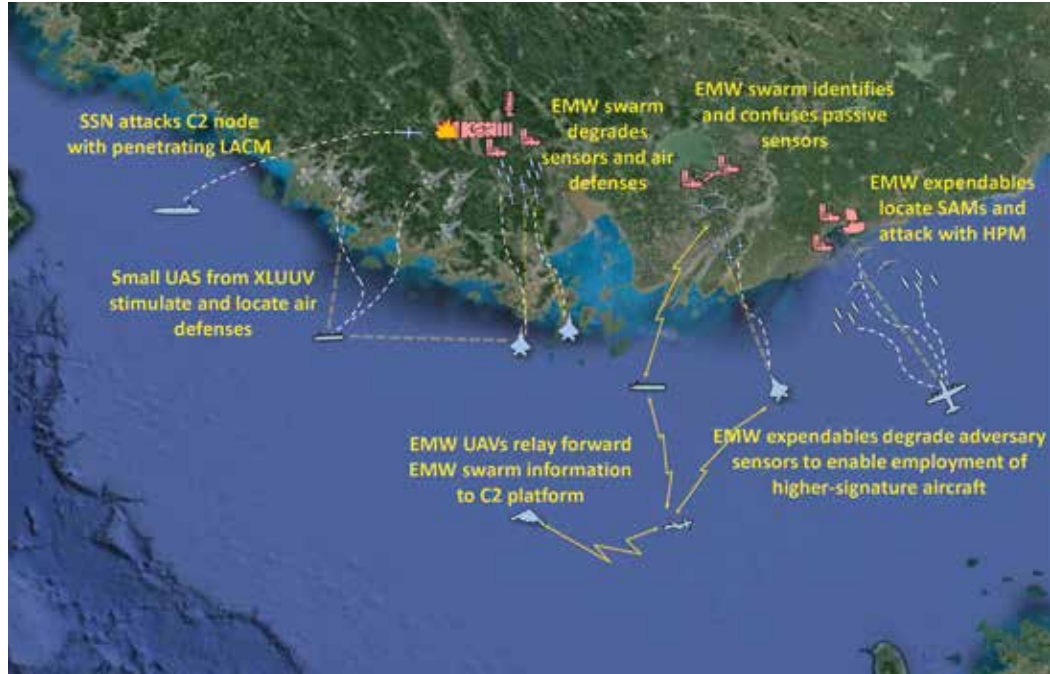 SSN attacks C2 node
with penetrating LACM
EMW swarm
degrades
sensors and air
defenses
EMW swarm identifies
and confuses passive
sensors
EMW expendables
locate SAMs and
attack with HPM
Small UAS from XLUUV
stimulate and locate air
defenses
EMW UAVs relay forward
EMW swarm information
to C2 platform
EMW expendables degrade adversary
sensors to enable employment of
higher-signature aircraft